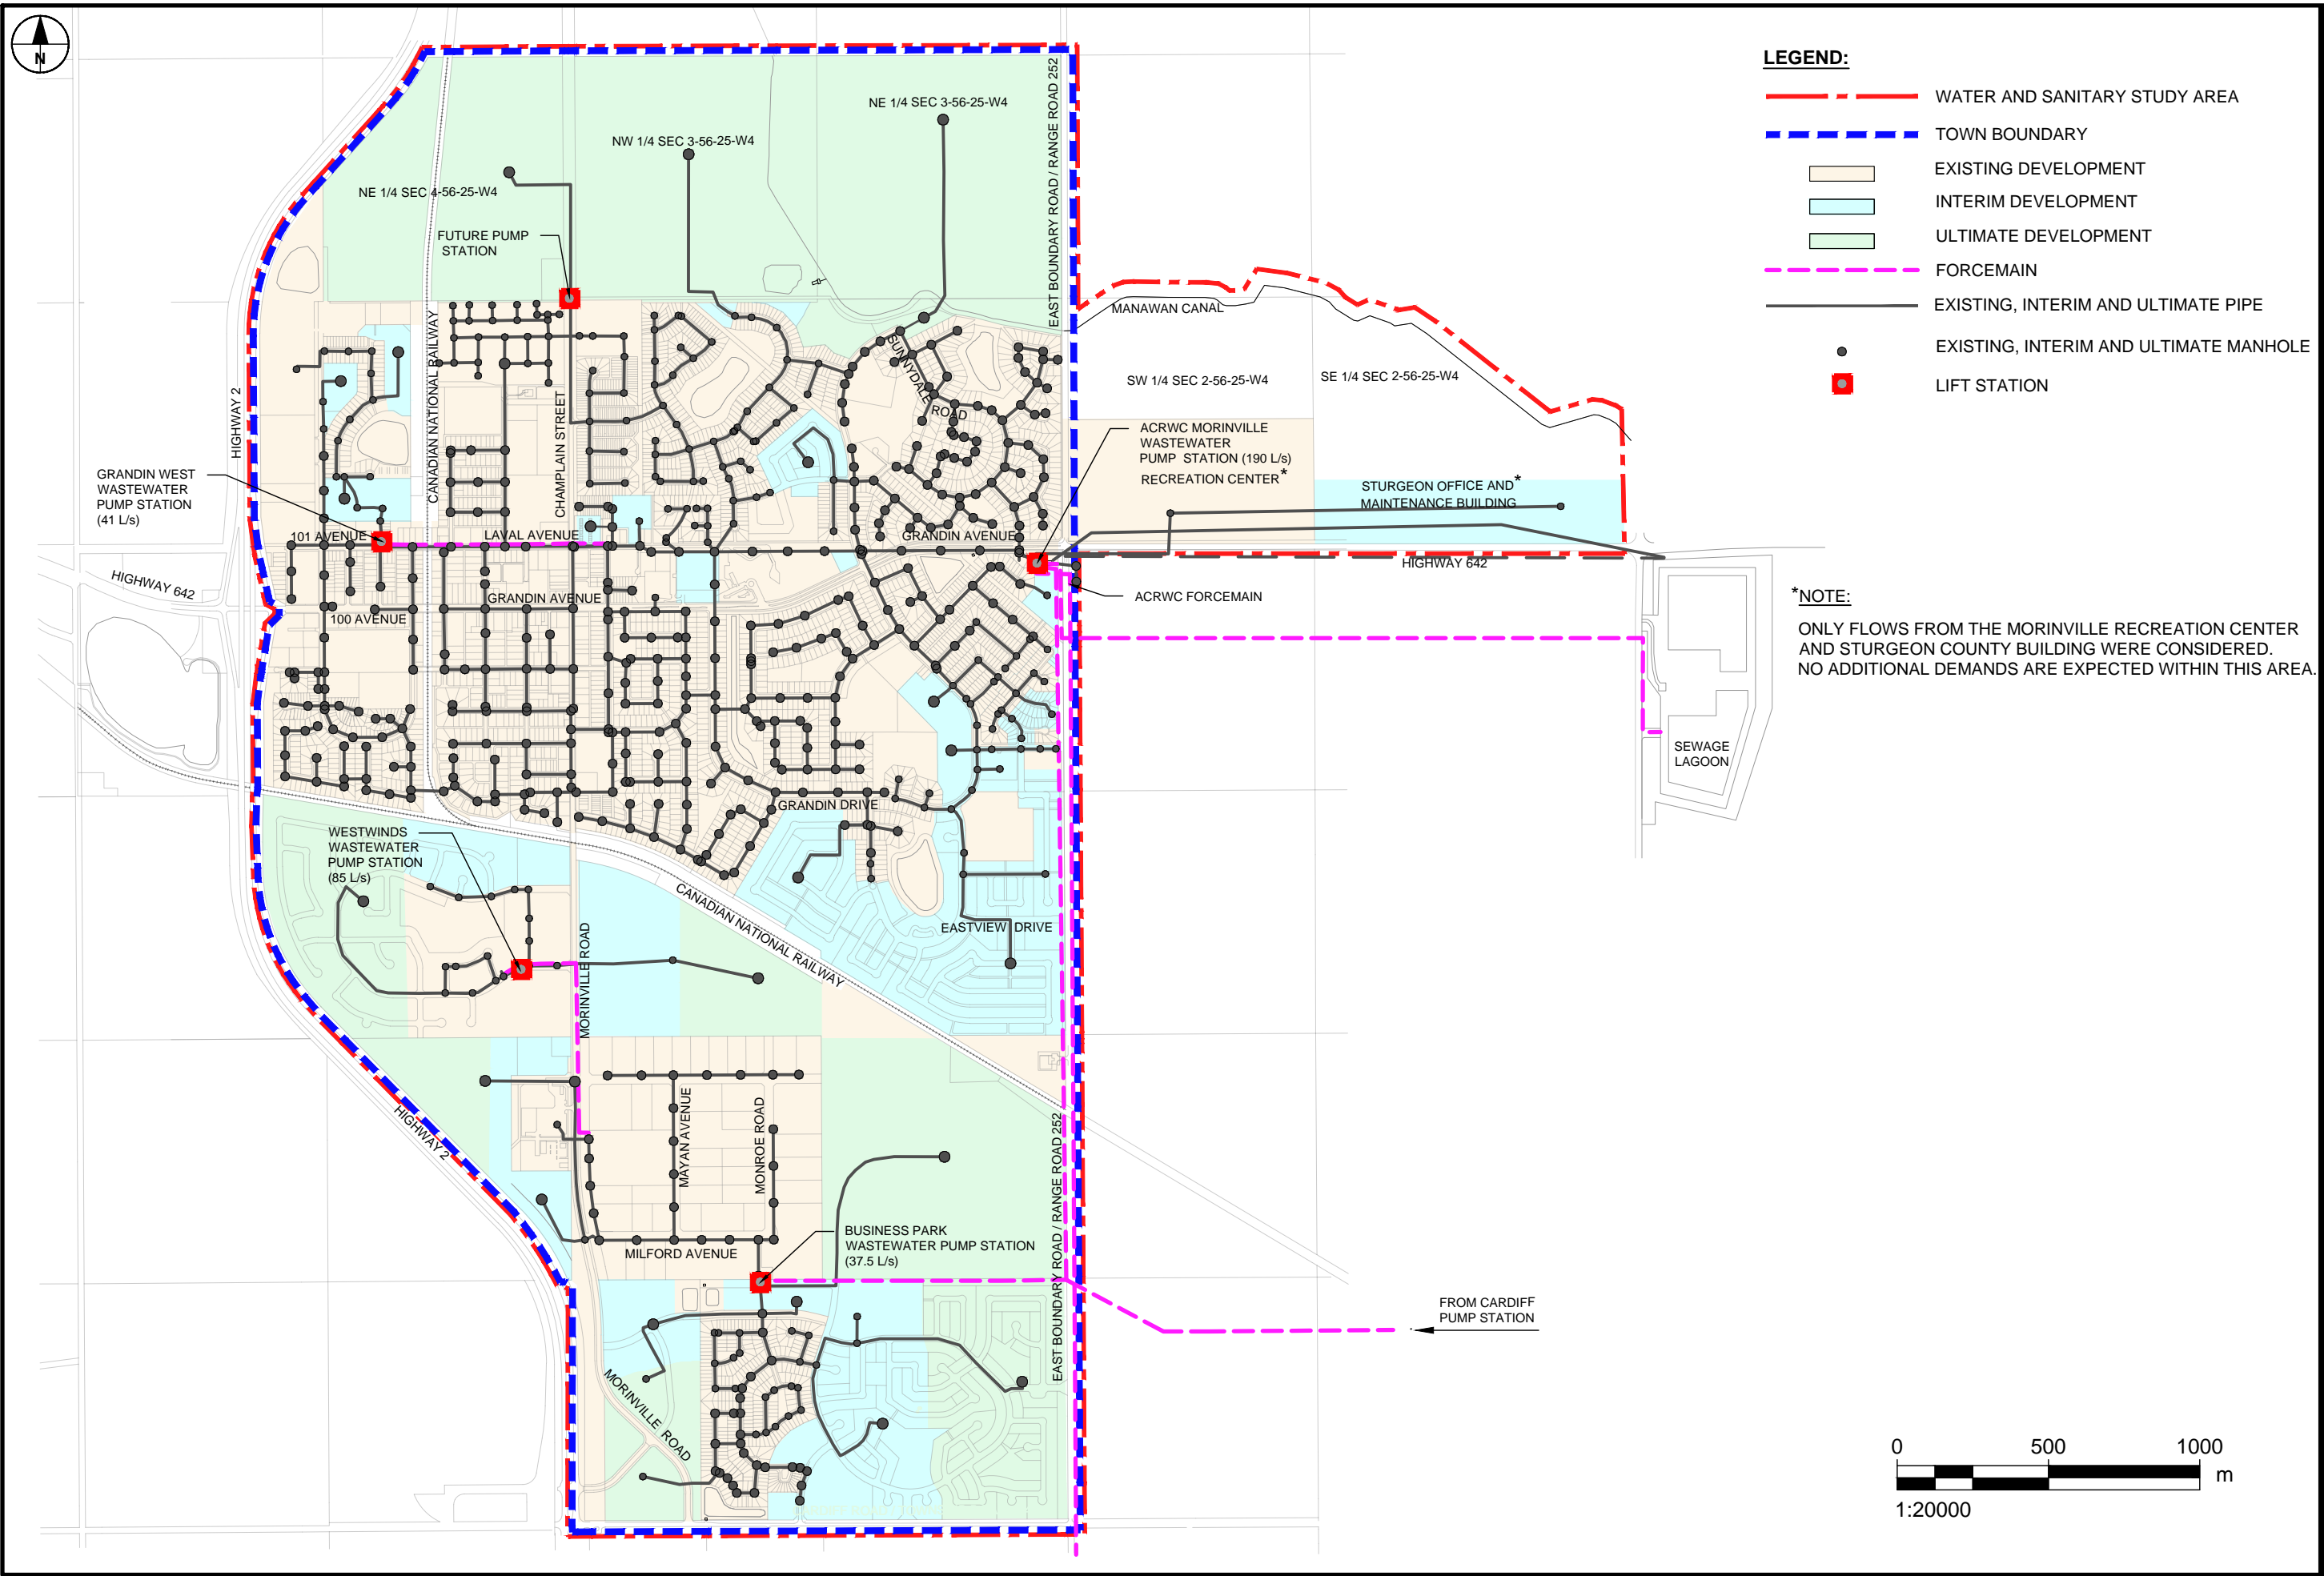 N
LEGEND:
WATER AND SANITARY STUDY AREA
TOWN BOUNDARY
EXISTING DEVELOPMENT
INTERIM DEVELOPMENT
ULTIMATE DEVELOPMENT
FORCEMAIN
EXISTING, INTERIM AND ULTIMATE PIPE
EXISTING, INTERIM AND ULTIMATE MANHOLE
LIFT STATION
NE 1/4 SEC 3-56-25-W4
NW 1/4 SEC 3-56-25-W4
NE 1/4 SEC 4-56-25-W4
EAST BOUNDARY ROAD / RANGE ROAD 252
FUTURE PUMP
STATION
MANAWAN CANAL
SW 1/4 SEC 2-56-25-W4
SE 1/4 SEC 2-56-25-W4
HIGHWAY 2
CANADIAN NATIONAL RAILWAY
CHAMPLAIN STREET
SUNNYDALE ROAD
ACRWC MORINVILLE
WASTEWATER
PUMP STATION (190 L/s)
RECREATION CENTER*
STURGEON OFFICE AND*
MAINTENANCE BUILDING
GRANDIN WEST
WASTEWATER
PUMP STATION
(41 L/s)
101 AVENUE
LAVAL AVENUE
GRANDIN AVENUE
HIGHWAY 642
HIGHWAY 642
GRANDIN AVENUE
100 AVENUE
ACRWC FORCEMAIN
*NOTE:
ONLY FLOWS FROM THE MORINVILLE RECREATION CENTER
AND STURGEON COUNTY BUILDING WERE CONSIDERED.
NO ADDITIONAL DEMANDS ARE EXPECTED WITHIN THIS AREA.
SEWAGE
LAGOON
GRANDIN DRIVE
WESTWINDS
WASTEWATER
PUMP STATION
(85 L/s)
CANADIAN NATIONAL RAILWAY
EASTVIEW DRIVE
MORINVILLE ROAD
HIGHWAY 2
MAYAN AVENUE
MONROE ROAD
EAST BOUNDARY ROAD / RANGE ROAD 252
MILFORD AVENUE
BUSINESS PARK
WASTEWATER PUMP STATION
(37.5 L/s)
FROM CARDIFF
PUMP STATION
MORINVILLE ROAD
0 500 1000
m
1:20000